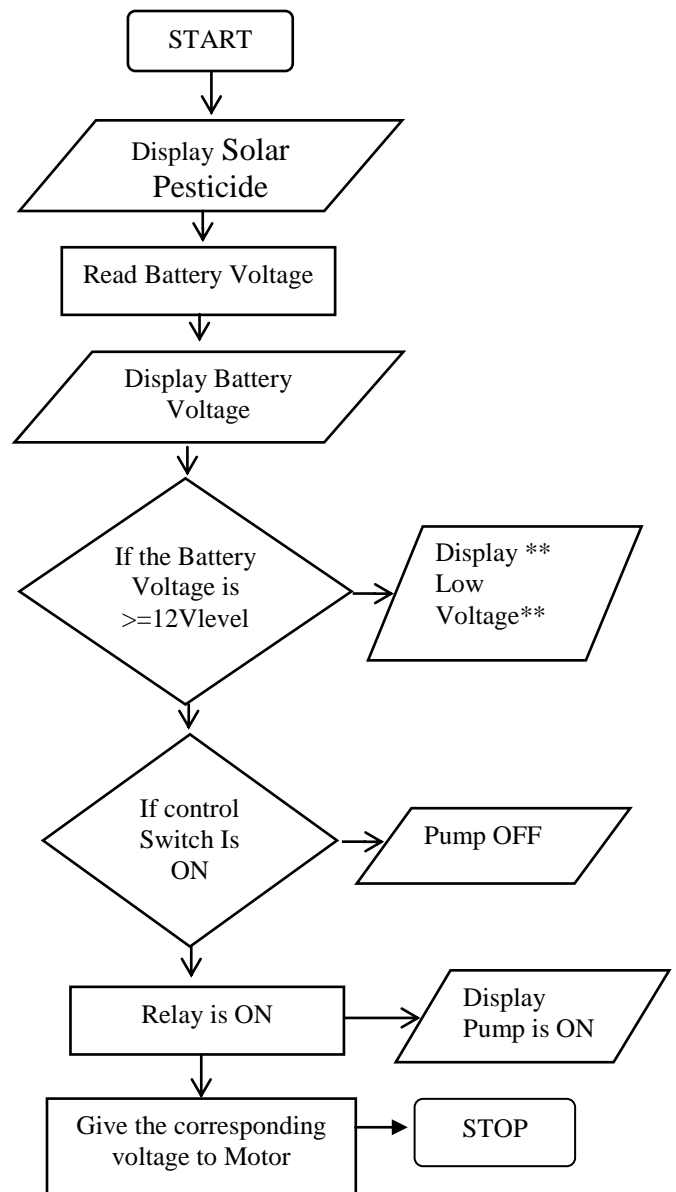 START
Display Solar
Pesticide
Read Battery Voltage
Display Battery
Voltage
If the Battery
Voltage is
>=12Vlevel
Display **
Low
Voltage**
If control
Switch Is
ON
Pump OFF
Relay is ON
Display
Pump is ON
Give the corresponding
voltage to Motor
STOP